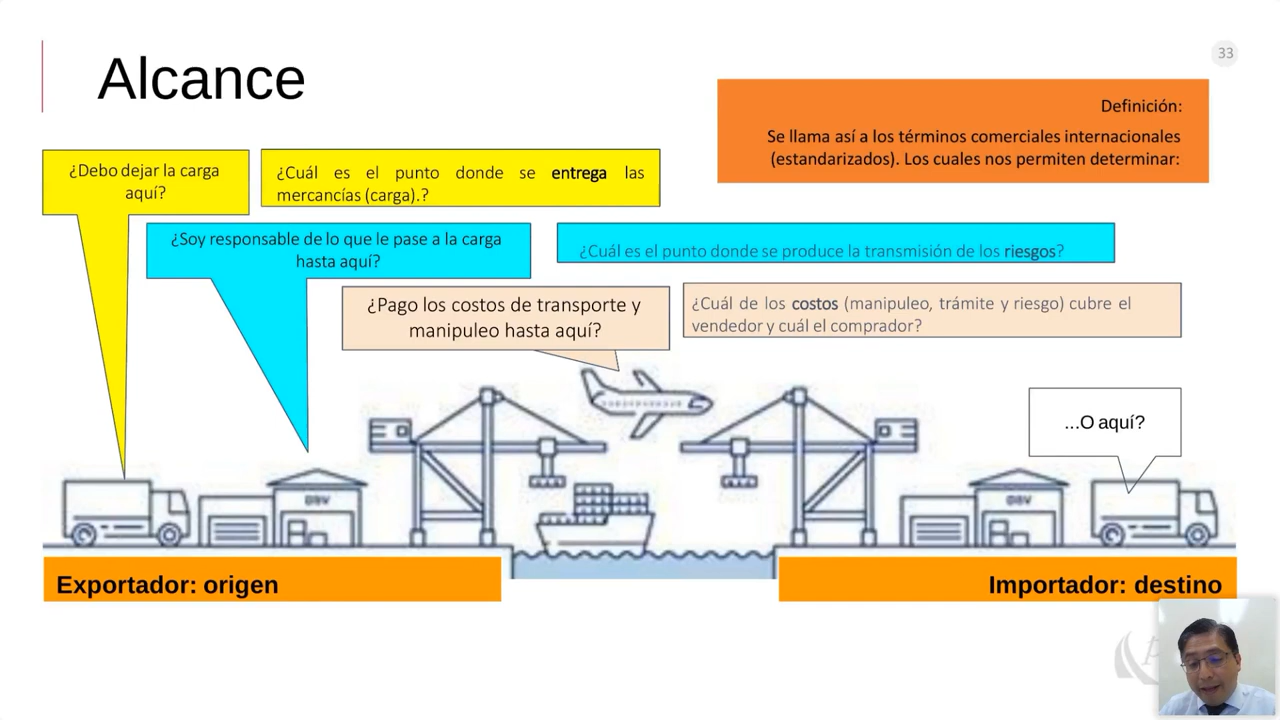 33
Alcance
Definición:
Se llama así a los términos comerciales internacionales
(estandarizados). Los cuales nos permiten determinar:
¿Debo dejar la carga
aquí?
¿Cuál es el punto donde se entrega las
mercancías (carga).?
¿Soy responsable de lo que le pase a la carga
hasta aquí?
¿Cuál es el punto donde se produce la transmisión de los riesgos?
¿Pago los costos de transporte y
manipuleo hasta aquí?
¿Cuál de los costos (manipuleo, trámite y riesgo) cubre el
vendedor y cuál el comprador?
...O aquí?
DSV
DSV
Exportador: origen
Importador: destino